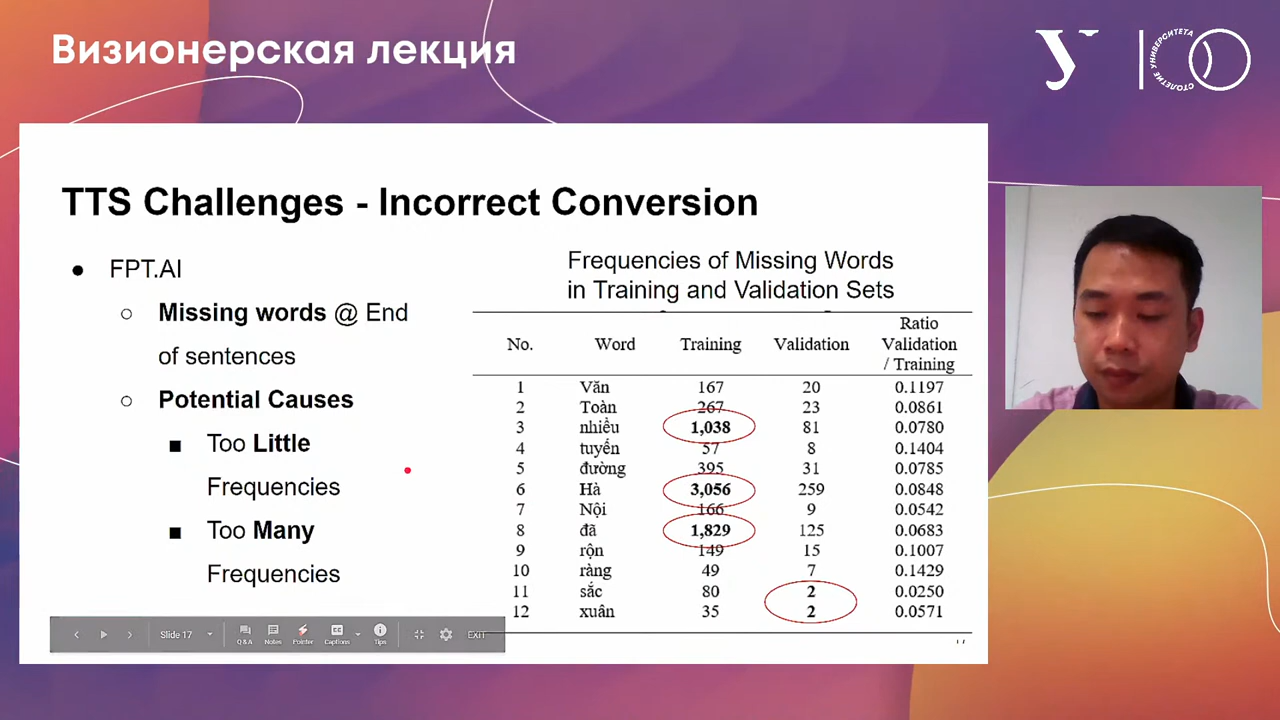 Визионерская лекция
У
СТОЛЕТИЕ УНИВЕРСИТЕТА
TTS Challenges - Incorrect Conversion
● FPT.AI
○ Missing words @ End
of sentences
○ Potential Causes
■ Too Little
Frequencies
■ Too Many
Frequencies
Frequencies of Missing Words
in Training and Validation Sets
No. Word Training Validation Ratio Validation / Training
1 Văn 167 20 0.1197
2 Toàn 267 23 0.0861
3 nhiều 1,038 81 0.0780
4 tuyến 57 8 0.1404
5 đường 395 31 0.0785
6 Hà 3,056 259 0.0848
7 Nội 166 9 0.0542
8 đã 1,829 125 0.0683
9 rộn 149 15 0.1007
10 ràng 49 7 0.1429
11 sắc 80 2 0.0250
12 xuân 35 2 0.0571
Slide 17
Q&A Notes Pointer Captions Tips EXIT